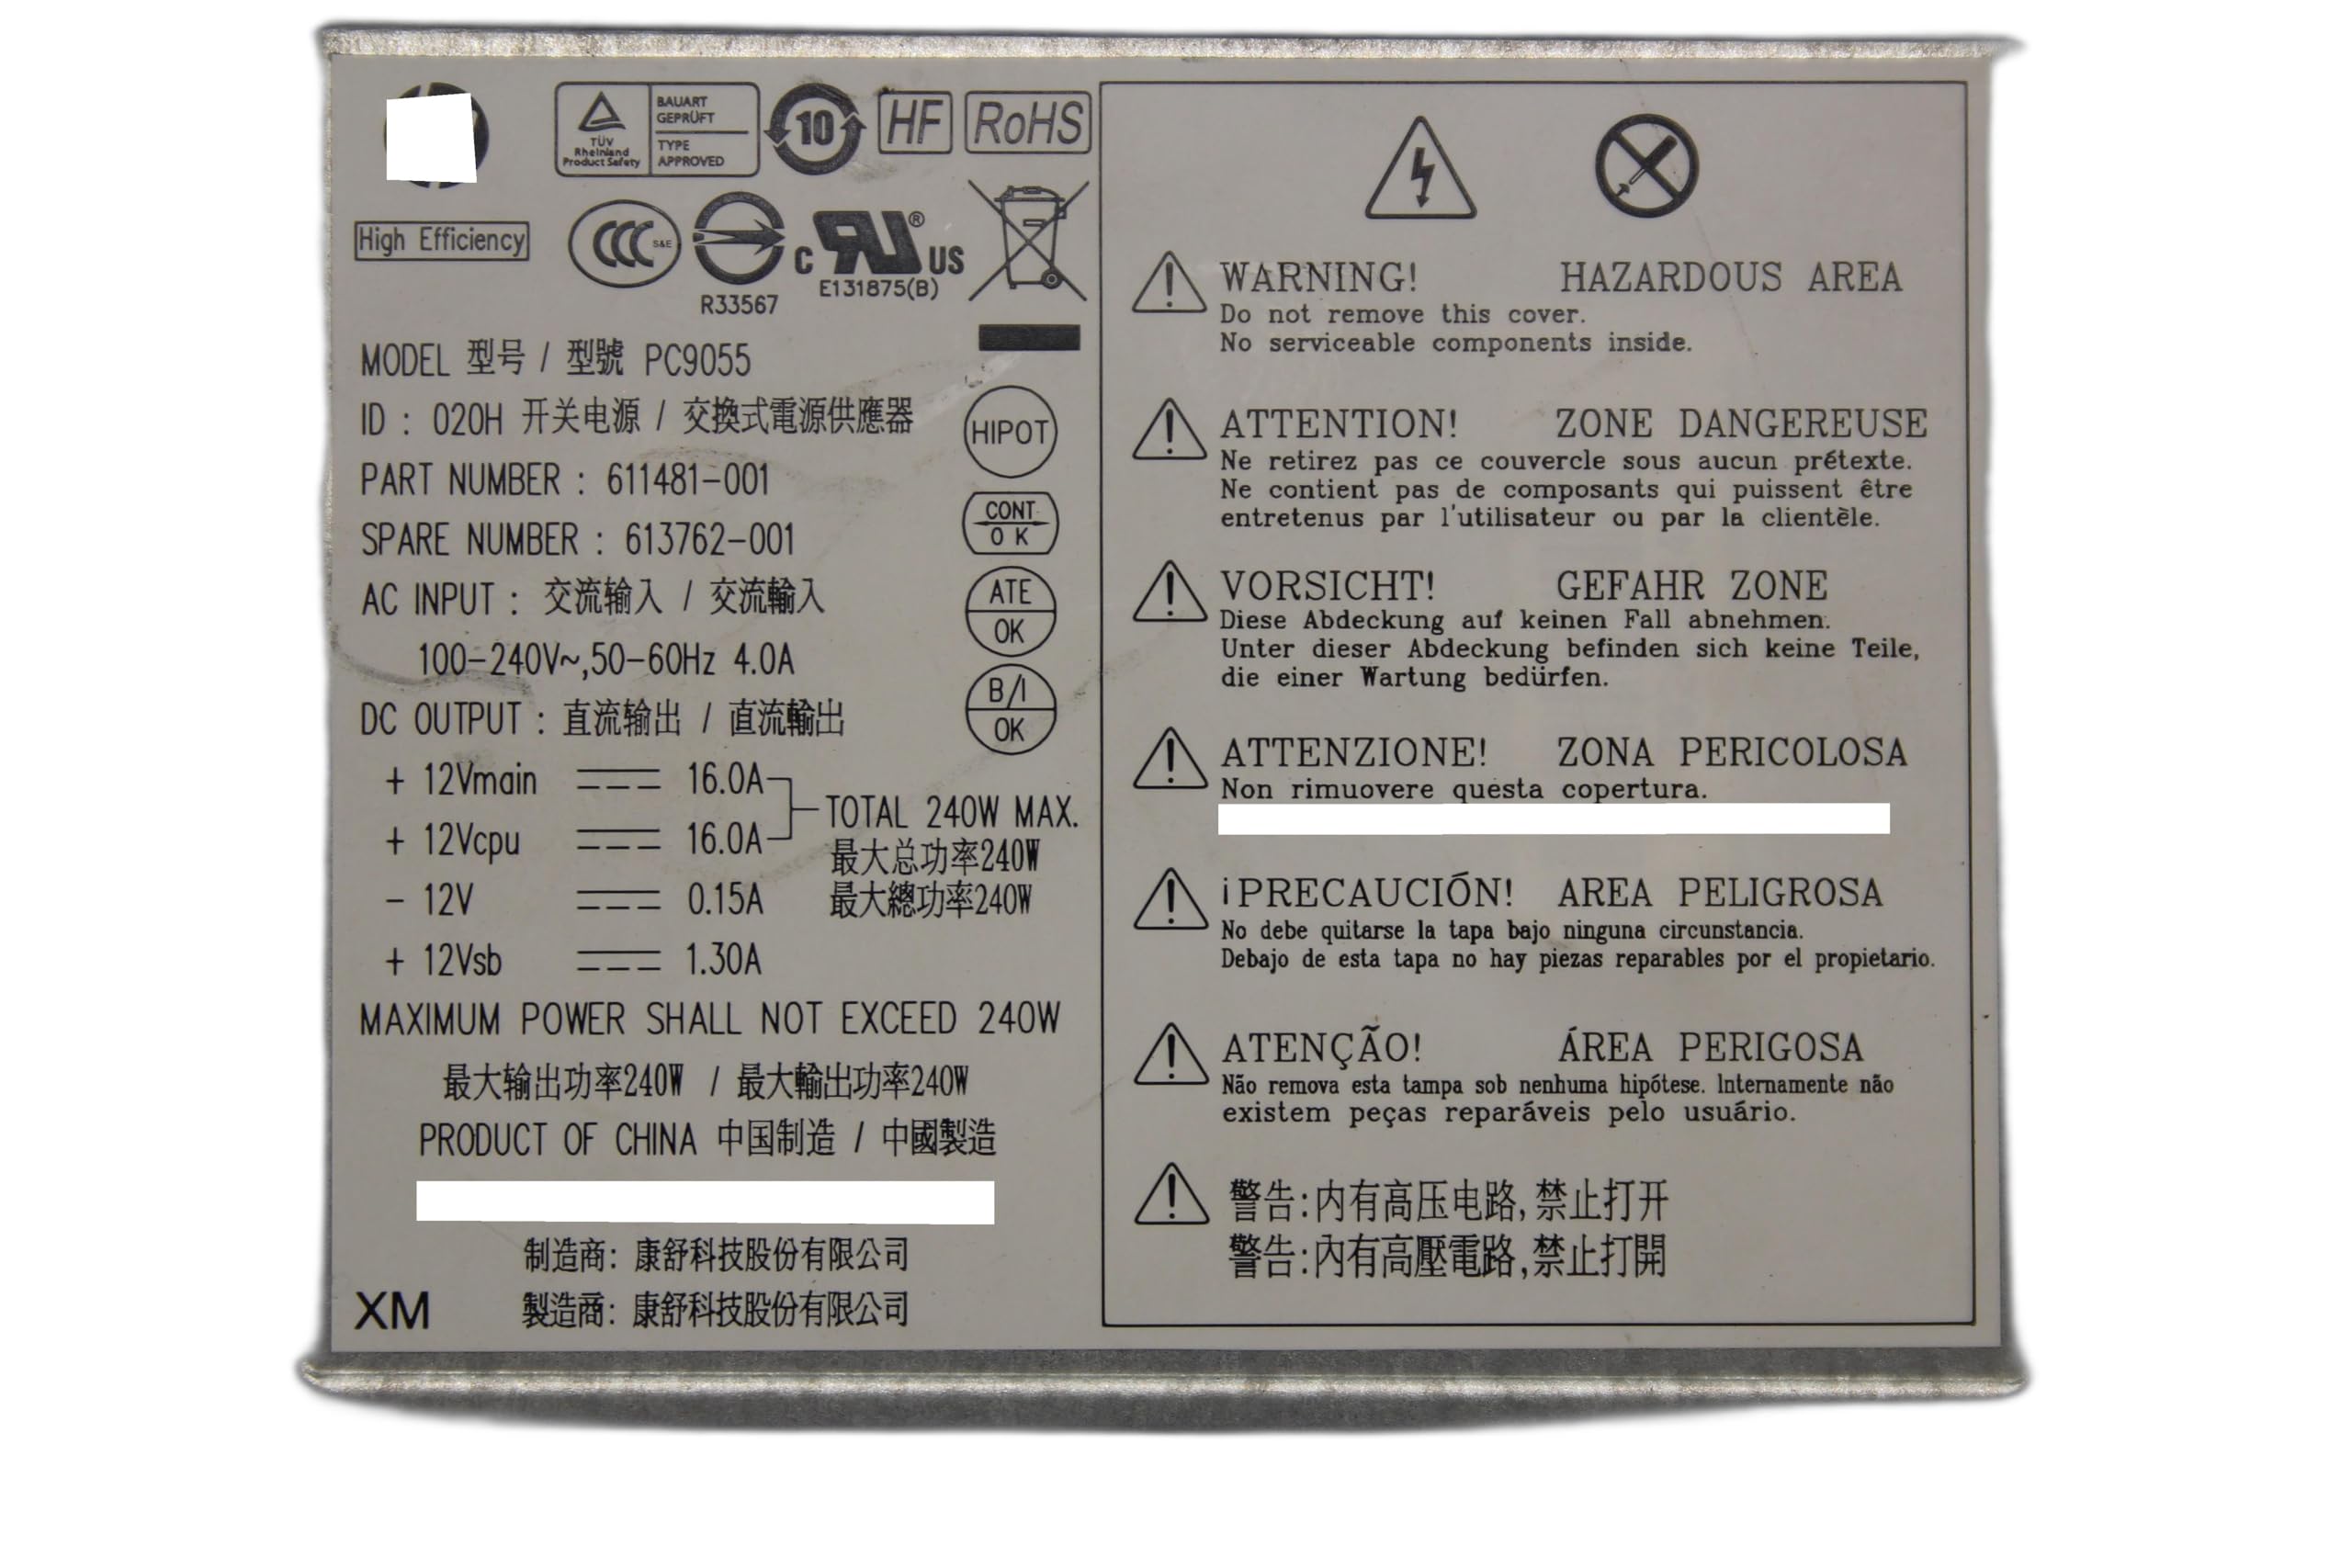 TÜV
Rheinland
Product Safety
BAUART
GEPRÜFT
TYPE
APPROVED
10
HF
RoHS
High Efficiency
CCC S&E
R33567
c RU ® US
E131875(B)
MODEL 型号 / 型號 PC9055
ID : 020H 开关电源 / 交換式電源供應器
PART NUMBER : 611481-001
SPARE NUMBER : 613762-001
AC INPUT : 交流输入 / 交流輸入
100-240V~,50-60Hz 4.0A
DC OUTPUT : 直流输出 / 直流輸出
+ 12Vmain 16.0A
+ 12Vcpu 16.0A
TOTAL 240W MAX.
最大总功率240W
最大總功率240W
- 12V 0.15A
+ 12Vsb 1.30A
MAXIMUM POWER SHALL NOT EXCEED 240W
最大输出功率240W / 最大輸出功率240W
PRODUCT OF CHINA 中国制造 / 中國製造
制造商: 康舒科技股份有限公司
XM 製造商: 康舒科技股份有限公司
HIPOT
CONT
OK
ATE
OK
B/I
OK
WARNING! HAZARDOUS AREA
Do not remove this cover.
No serviceable components inside.
ATTENTION! ZONE DANGEREUSE
Ne retirez pas ce couvercle sous aucun prétexte.
Ne contient pas de composants qui puissent être
entretenus par l'utilisateur ou par la clientèle.
VORSICHT! GEFAHR ZONE
Diese Abdeckung auf keinen Fall abnehmen.
Unter dieser Abdeckung befinden sich keine Teile,
die einer Wartung bedürfen.
ATTENZIONE! ZONA PERICOLOSA
Non rimuovere questa copertura.
¡PRECAUCIÓN! AREA PELIGROSA
No debe quitarse la tapa bajo ninguna circunstancia.
Debajo de esta tapa no hay piezas reparables por el propietario.
ATENÇÃO! ÁREA PERIGOSA
Não remova esta tampa sob nenhuma hipótese. Internamente não
existem peças reparáveis pelo usuário.
警告:内有高压电路,禁止打开
警告:內有高壓電路,禁止打開